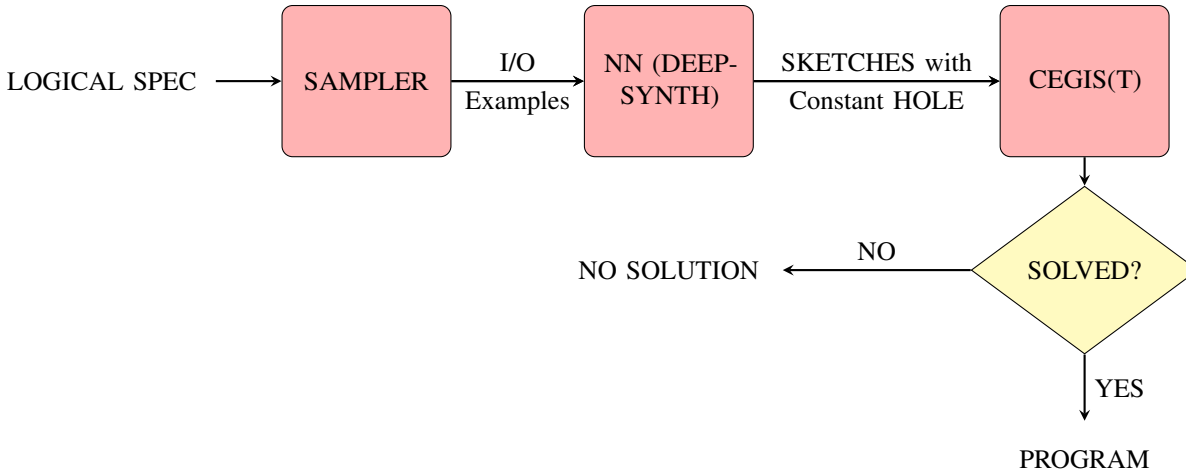 LOGICAL SPEC
SAMPLER
I/O
Examples
NN (DEEP-
SYNTH)
SKETCHES with
Constant HOLE
CEGIS(T)
SOLVED?
NO
NO SOLUTION
YES
PROGRAM